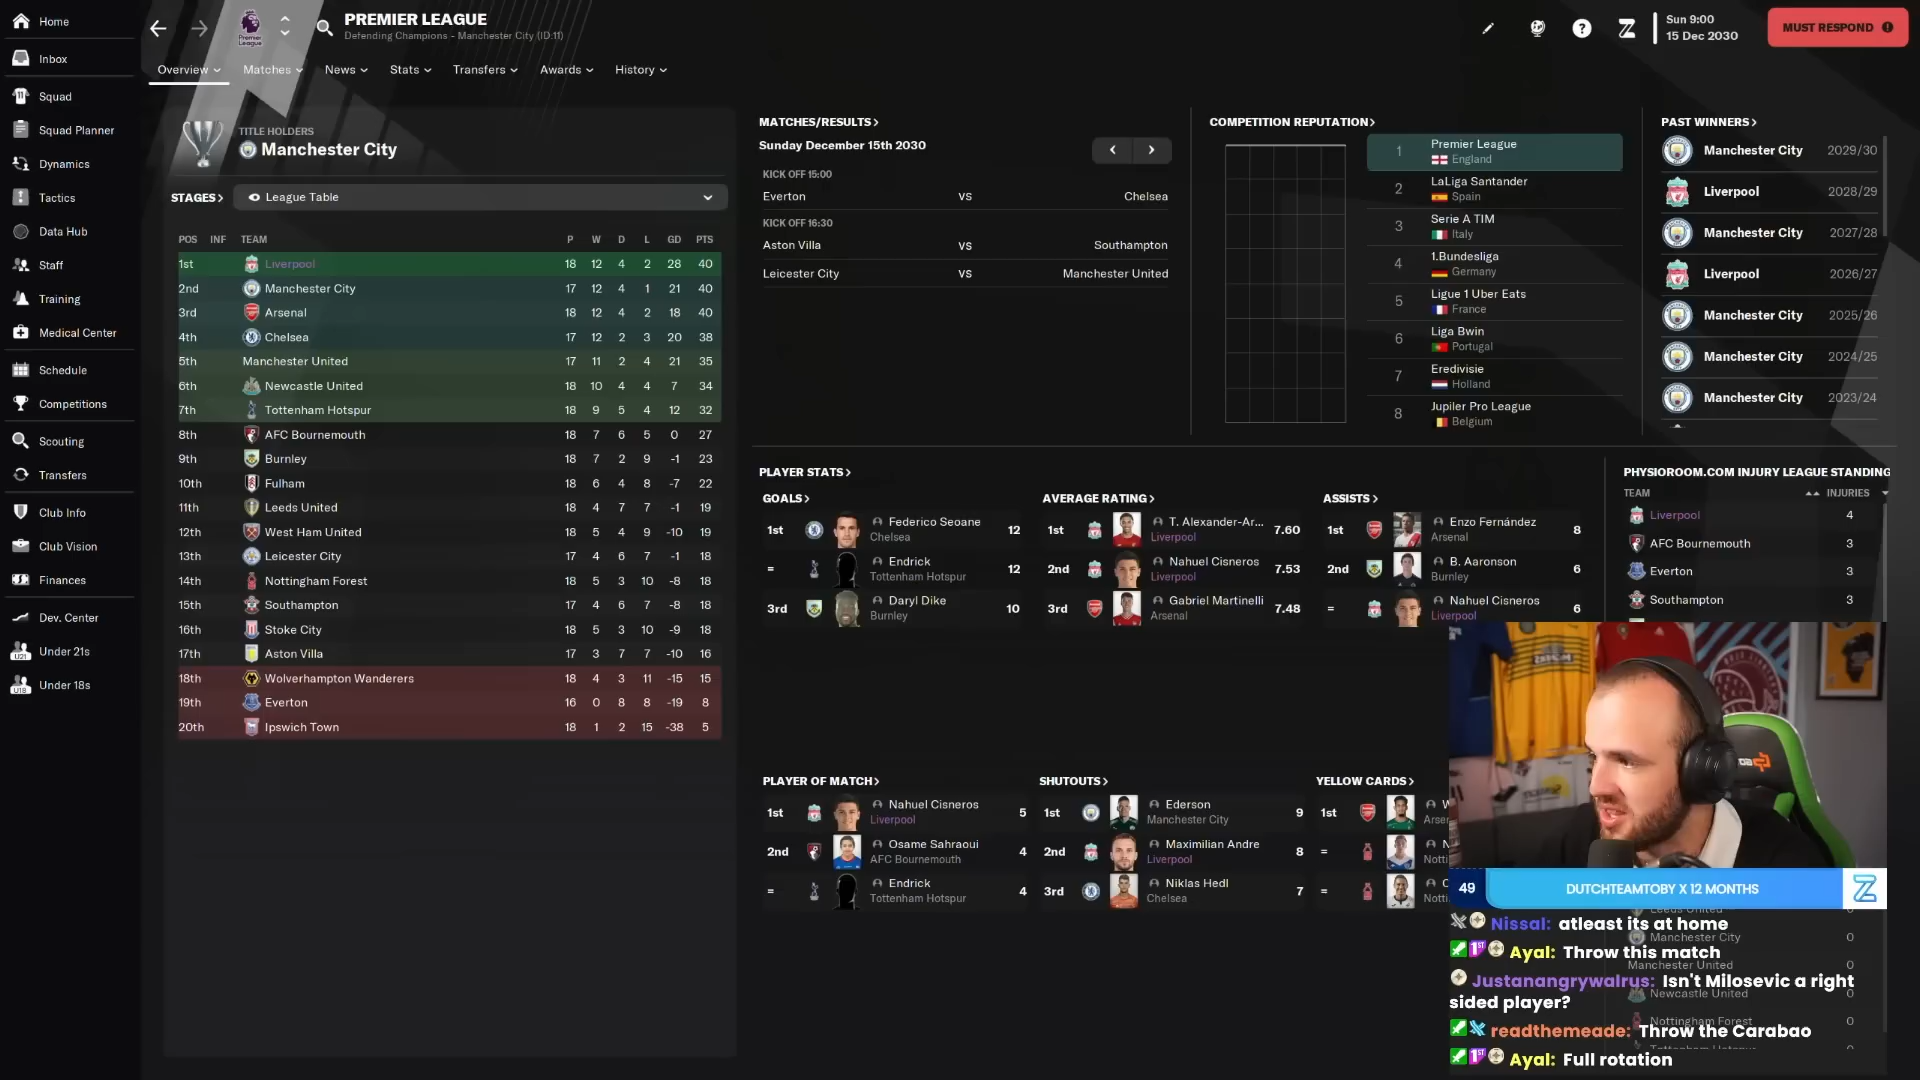 Home
Inbox
Squad
Squad Planner
Dynamics
Tactics
Data Hub
Staff
Training
Medical Center
Schedule
Competitions
Scouting
Transfers
Club Info
Club Vision
Finances
Dev. Center
Under 21s
Under 18s
PREMIER LEAGUE
Defending Champions - Manchester City (ID:11)
Sun 9:00
15 Dec 2030
MUST RESPOND
Overview Matches News Stats Transfers Awards History
TITLE HOLDERS
Manchester City
STAGES League Table
POS INF TEAM P W D L GD PTS
1st Liverpool 18 12 4 2 28 40
2nd Manchester City 17 12 4 1 21 40
3rd Arsenal 18 12 4 2 18 40
4th Chelsea 17 12 2 3 20 38
5th Manchester United 17 11 2 4 21 35
6th Newcastle United 18 10 4 4 7 34
7th Tottenham Hotspur 18 9 5 4 12 32
8th AFC Bournemouth 18 7 6 5 0 27
9th Burnley 18 7 2 9 -1 23
10th Fulham 18 6 4 8 -7 22
11th Leeds United 18 4 7 7 -1 19
12th West Ham United 18 5 4 9 -10 19
13th Leicester City 17 4 6 7 -1 18
14th Nottingham Forest 18 5 3 10 -8 18
15th Southampton 17 4 6 7 -8 18
16th Stoke City 18 5 3 10 -9 18
17th Aston Villa 17 3 7 7 -10 16
18th Wolverhampton Wanderers 18 4 3 11 -15 15
19th Everton 16 0 8 8 -19 8
20th Ipswich Town 18 1 2 15 -38 5
MATCHES/RESULTS
Sunday December 15th 2030
KICK OFF 15:00
Everton VS Chelsea
KICK OFF 16:30
Aston Villa VS Southampton
Leicester City VS Manchester United
COMPETITION REPUTATION
1 Premier League
England
2 LaLiga Santander
Spain
3 Serie A TIM
Italy
4 1.Bundesliga
Germany
5 Ligue 1 Uber Eats
France
6 Liga Bwin
Portugal
7 Eredivisie
Holland
8 Jupiler Pro League
Belgium
PAST WINNERS
Manchester City 2029/30
Liverpool 2028/29
Manchester City 2027/28
Liverpool 2026/27
Manchester City 2025/26
Manchester City 2024/25
Manchester City 2023/24
PLAYER STATS
GOALS
1st Federico Seoane 12
Chelsea
= Endrick 12
Tottenham Hotspur
3rd Daryl Dike 10
Burnley
AVERAGE RATING
1st T. Alexander-Ar... 7.60
Liverpool
2nd Nahuel Cisneros 7.53
Liverpool
3rd Gabriel Martinelli 7.48
Arsenal
ASSISTS
1st Enzo Fernández 8
Arsenal
2nd B. Aaronson 6
Burnley
= Nahuel Cisneros 6
Liverpool
PHYSIOROOM.COM INJURY LEAGUE STANDING
TEAM INJURIES
Liverpool 4
AFC Bournemouth 3
Everton 3
Southampton 3
PLAYER OF MATCH
1st Nahuel Cisneros 5
Liverpool
2nd Osame Sahraoui 4
AFC Bournemouth
= Endrick 4
Tottenham Hotspur
SHUTOUTS
1st Ederson 9
Manchester City
2nd Maximilian Andre 8
Liverpool
3rd Niklas Hedl 7
Chelsea
YELLOW CARDS
1st
=
=
49 DUTCHTEAMTOBY X 12 MONTHS
Leeds United 0
Nissal: atleast its at home
Manchester City 0
Ayal: Throw this match
Manchester United 0
Justanangrywalrus: Isn't Milosevic a right
sided player?
Newcastle United 0
Nottingham Forest 0
readthemeade: Throw the Carabao
Tottenham Hotspur 0
Ayal: Full rotation